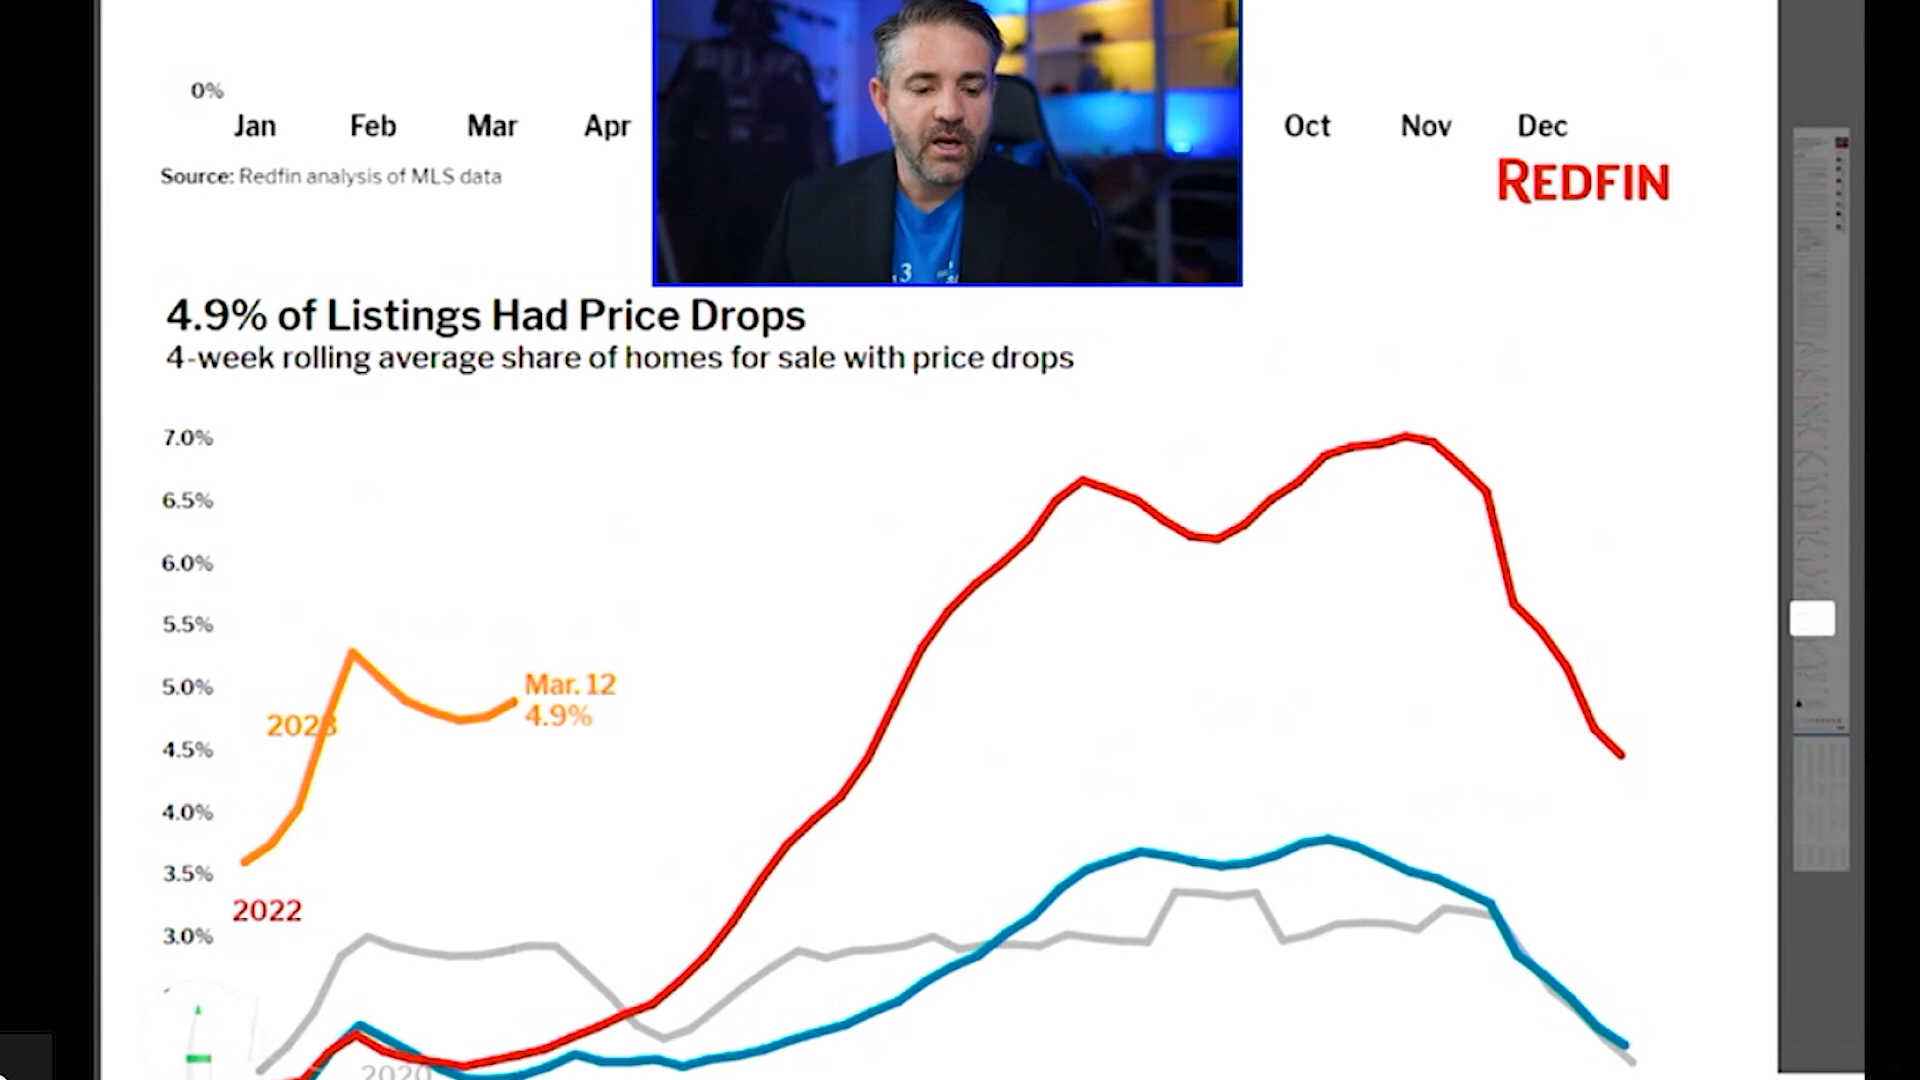 0%
Jan Feb Mar Apr Oct Nov Dec
Source: Redfin analysis of MLS data
REDFIN
3
4.9% of Listings Had Price Drops
4-week rolling average share of homes for sale with price drops
7.0%
6.5%
6.0%
5.5%
5.0%
4.5%
4.0%
3.5%
3.0%
2023
Mar. 12
4.9%
2022
2020